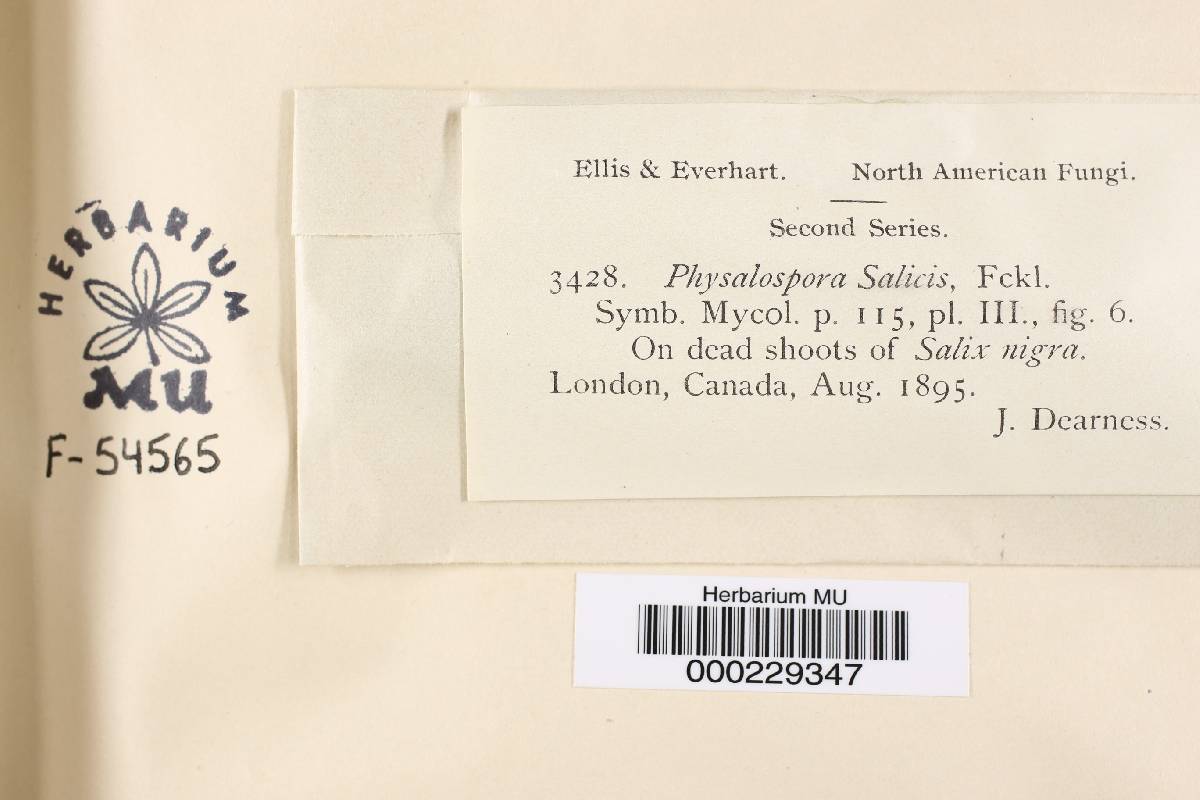 Ellis & Everhart. North American Fungi.
Second Series.
3428. Physalospora Salicis, Fckl.
Symb. Mycol. p. 115, pl. III., fig. 6.
On dead shoots of Salix nigra.
London, Canada, Aug. 1895.
J. Dearness.
HERBARIUM
MU
F-54565
Herbarium MU
000229347